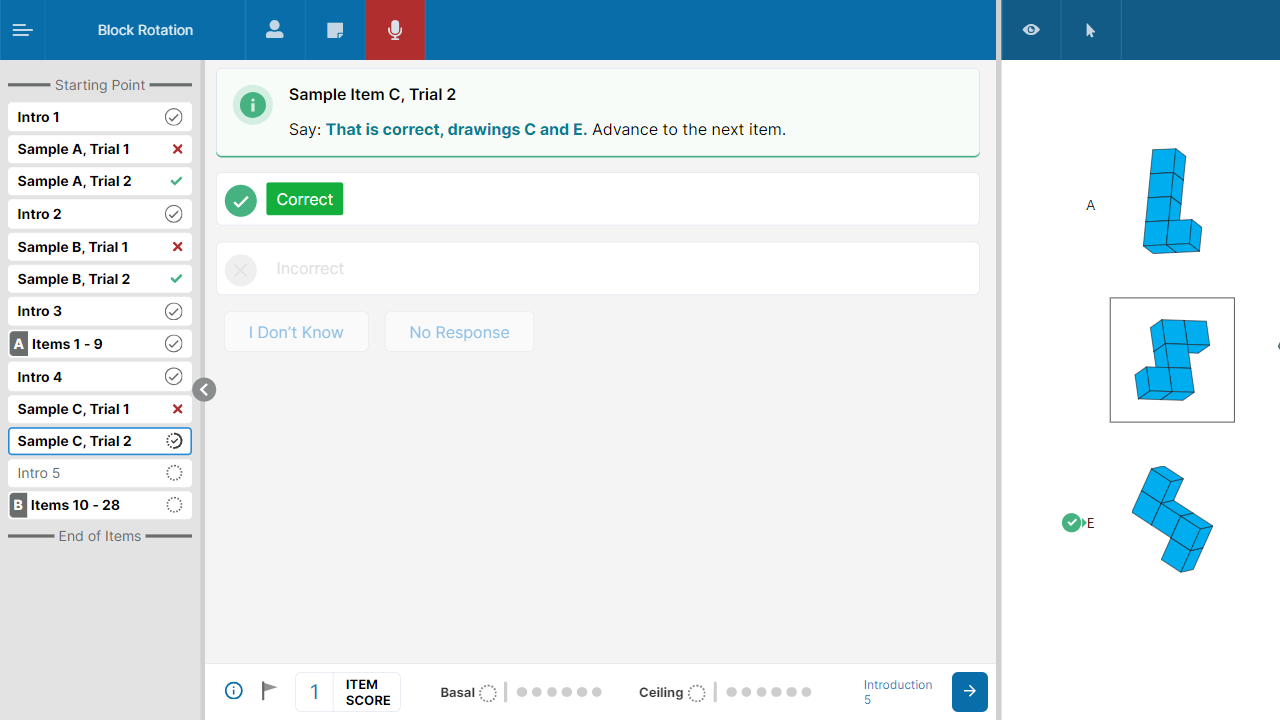 Block Rotation
Starting Point
Intro 1
Sample A, Trial 1
Sample A, Trial 2
Intro 2
Sample B, Trial 1
Sample B, Trial 2
Intro 3
A Items 1 - 9
Intro 4
Sample C, Trial 1
Sample C, Trial 2
Intro 5
B Items 10 - 28
End of Items
Sample Item C, Trial 2
Say: That is correct, drawings C and E. Advance to the next item.
Correct
Incorrect
I Don’t Know
No Response
1 ITEM SCORE
Basal
Ceiling
Introduction 5
A
E